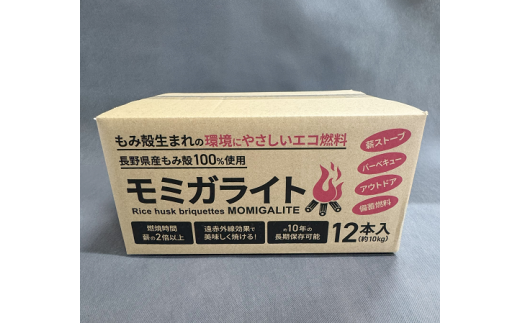 もみ殻生まれの環境にやさしいエコ燃料
長野県産もみ殻100%使用
モミガライト
Rice husk briquettes MOMIGALITE
薪ストーブ
バーベキュー
アウトドア
備蓄燃料
燃焼時間
薪の2倍以上
遠赤外線効果で
美味しく焼ける!
約10年の
長期保存可能
12本入
(約10kg)